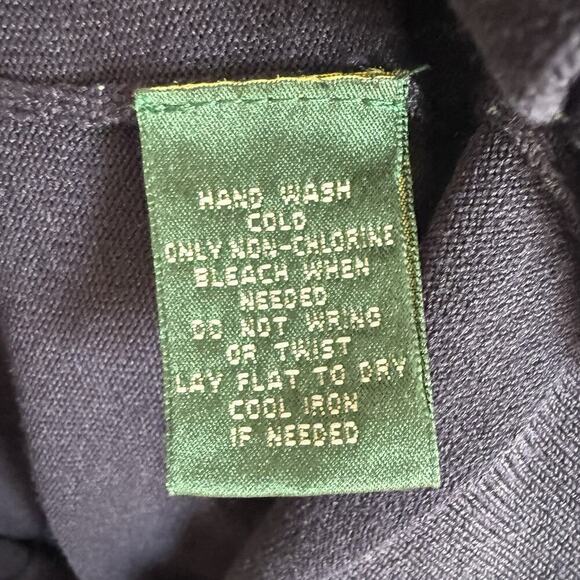 HAND WASH
COLD
ONLY NON-CHLORINE
BLEACH WHEN
NEEDED
DO NOT WRING
OR TWIST
LAY FLAT TO DRY
COOL IRON
IF NEEDED